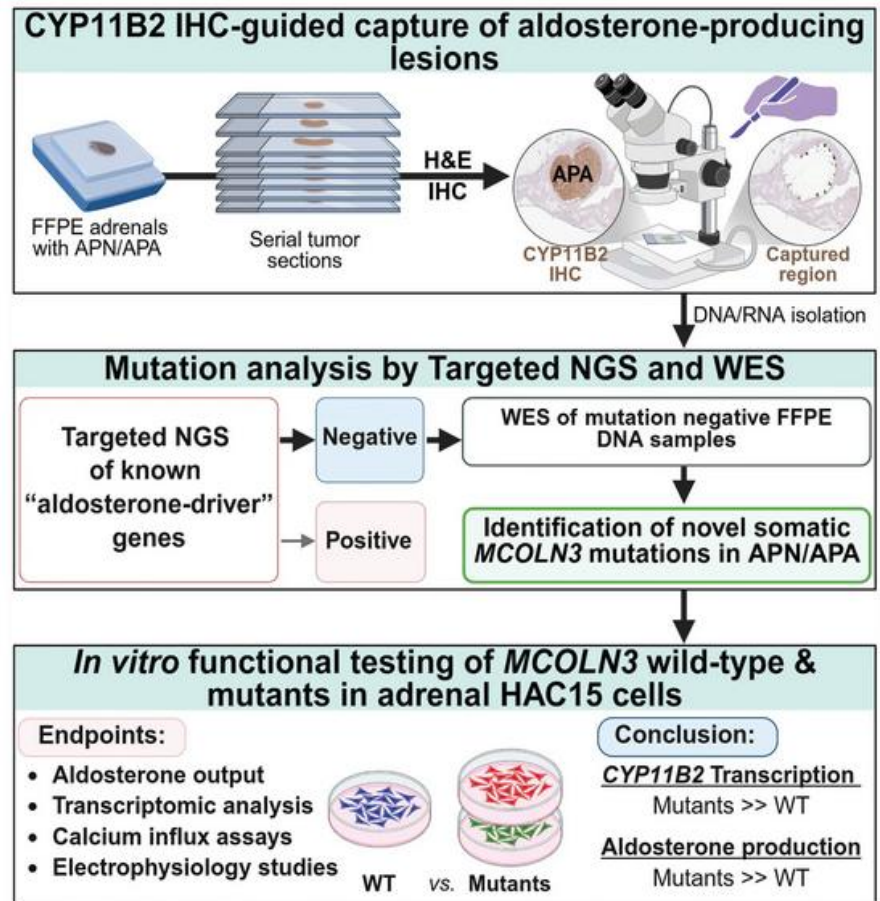 CYP11B2 IHC-guided capture of aldosterone-producing
lesions
FFPE adrenals
with APN/APA
Serial tumor
sections
H&E
IHC
APA
CYP11B2
IHC
Captured
region
DNA/RNA isolation
Mutation analysis by Targeted NGS and WES
Targeted NGS
of known
“aldosterone-driver”
genes
Negative
Positive
WES of mutation negative FFPE
DNA samples
Identification of novel somatic
MCOLN3 mutations in APN/APA
In vitro functional testing of MCOLN3 wild-type &
mutants in adrenal HAC15 cells
Endpoints:
• Aldosterone output
• Transcriptomic analysis
• Calcium influx assays
• Electrophysiology studies
WT vs. Mutants
Conclusion:
CYP11B2 Transcription
Mutants >> WT
Aldosterone production
Mutants >> WT